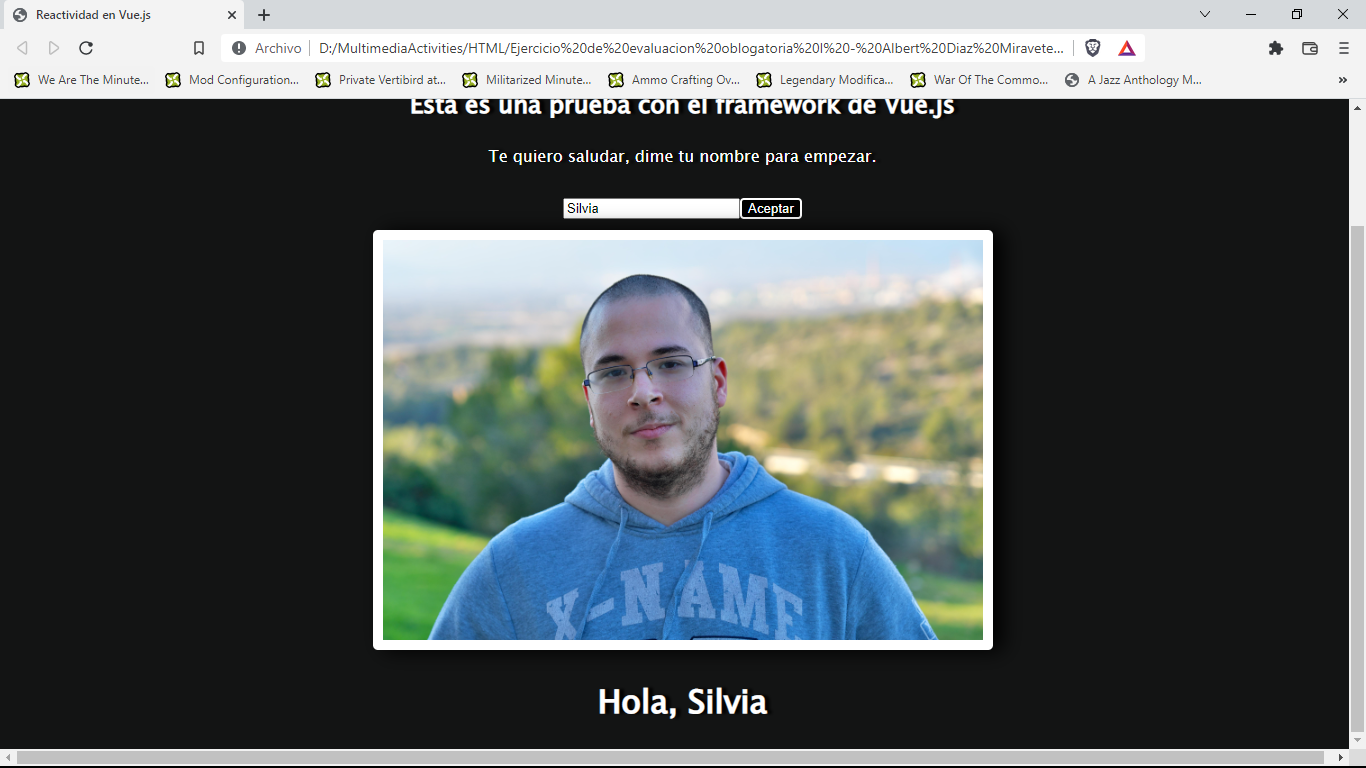 Reactividad en Vue.js
Archivo
D:/MultimediaActivities/HTML/Ejercicio%20de%20evaluacion%20oblogatoria%20I%20-%20Albert%20Diaz%20Miravete...
We Are The Minute...
Mod Configuration...
Private Vertibird at...
Militarized Minute...
Ammo Crafting Ov...
Legendary Modifica...
War Of The Commo...
A Jazz Anthology M...
»
Esta es una prueba con el framework de Vue.js
Te quiero saludar, dime tu nombre para empezar.
Silvia
Aceptar
X-NAME
Hola, Silvia